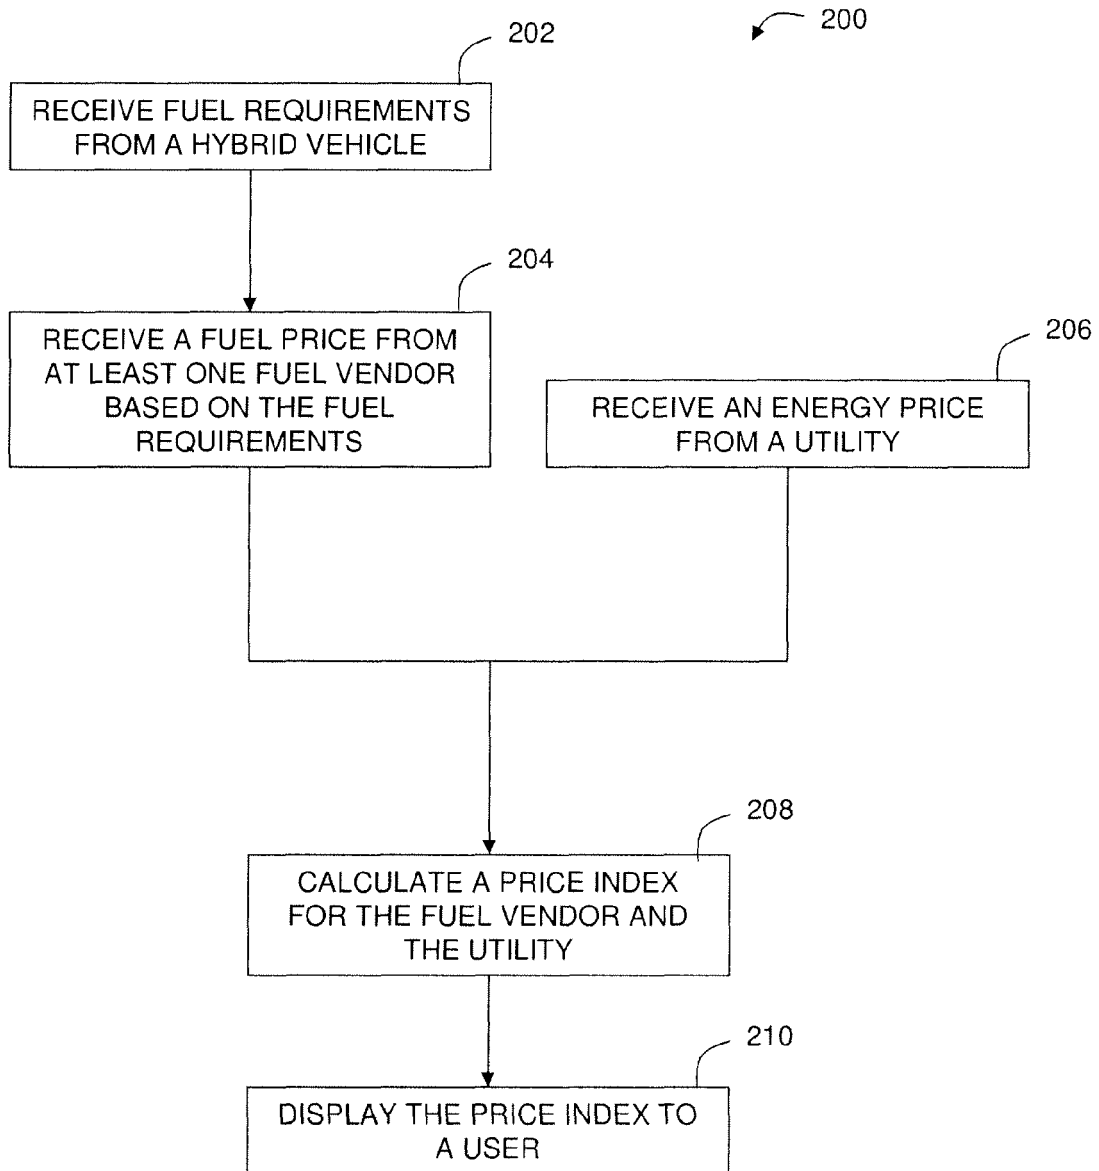 200
202
RECEIVE FUEL REQUIREMENTS
FROM A HYBRID VEHICLE
204
RECEIVE A FUEL PRICE FROM
AT LEAST ONE FUEL VENDOR
BASED ON THE FUEL
REQUIREMENTS
206
RECEIVE AN ENERGY PRICE
FROM A UTILITY
208
CALCULATE A PRICE INDEX
FOR THE FUEL VENDOR AND
THE UTILITY
210
DISPLAY THE PRICE INDEX TO
A USER